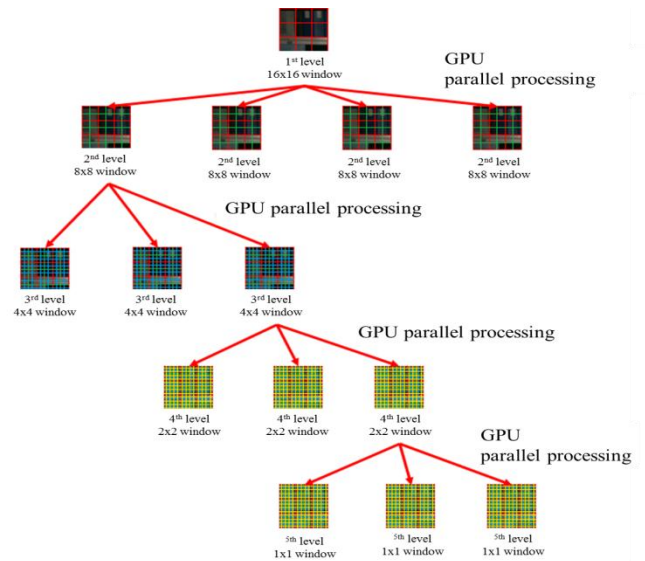 1st level
16x16 window
GPU
parallel processing
2nd level
8x8 window
2nd level
8x8 window
2nd level
8x8 window
2nd level
8x8 window
GPU parallel processing
3rd level
4x4 window
3rd level
4x4 window
3rd level
4x4 window
GPU parallel processing
4th level
2x2 window
4th level
2x2 window
4th level
2x2 window
GPU
parallel processing
5th level
1x1 window
5th level
1x1 window
5th level
1x1 window